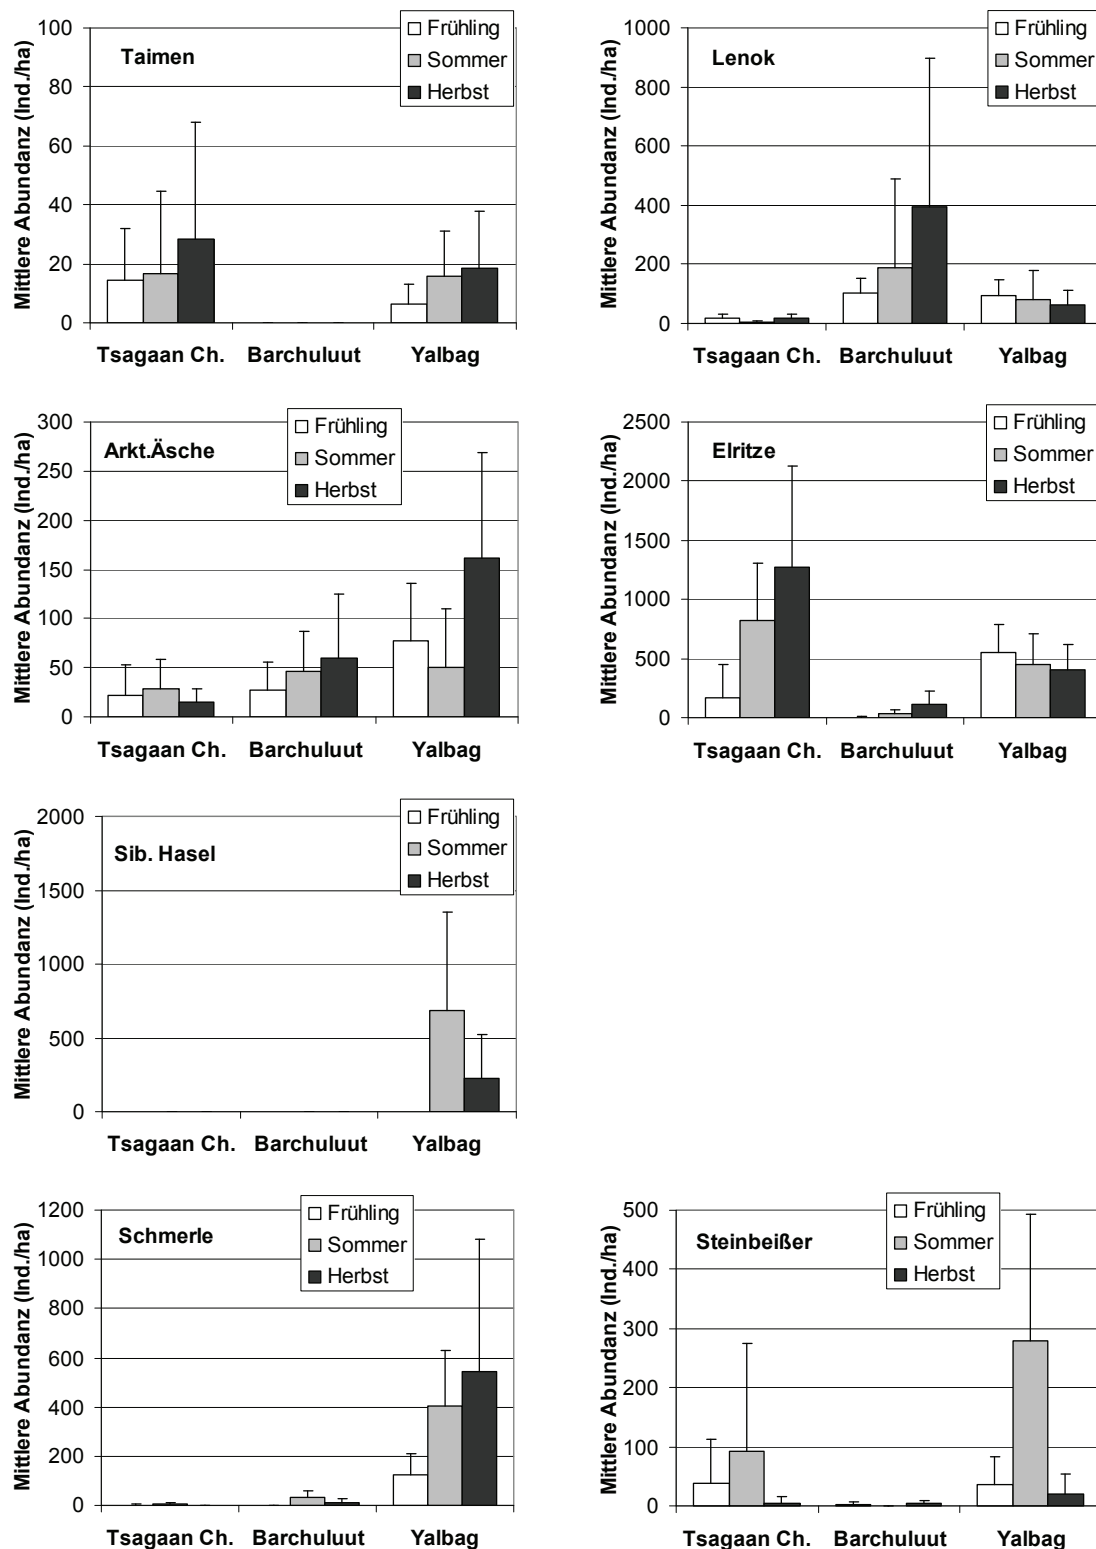 Taimen
Frühling
Sommer
Herbst
Mittlere Abundanz (Ind./ha)
100
80
60
40
20
0
Tsagaan Ch. Barchuluut Yalbag
Lenok
Frühling
Sommer
Herbst
Mittlere Abundanz (Ind./ha)
1000
800
600
400
200
0
Tsagaan Ch. Barchuluut Yalbag
Arkt.Äsche
Frühling
Sommer
Herbst
Mittlere Abundanz (Ind./ha)
300
250
200
150
100
50
0
Tsagaan Ch. Barchuluut Yalbag
Elritze
Frühling
Sommer
Herbst
Mittlere Abundanz (Ind./ha)
2500
2000
1500
1000
500
0
Tsagaan Ch. Barchuluut Yalbag
Sib. Hasel
Frühling
Sommer
Herbst
Mittlere Abundanz (Ind./ha)
2000
1500
1000
500
0
Tsagaan Ch. Barchuluut Yalbag
Schmerle
Frühling
Sommer
Herbst
Mittlere Abundanz (Ind./ha)
1200
1000
800
600
400
200
0
Tsagaan Ch. Barchuluut Yalbag
Steinbeißer
Frühling
Sommer
Herbst
Mittlere Abundanz (Ind./ha)
500
400
300
200
100
0
Tsagaan Ch. Barchuluut Yalbag